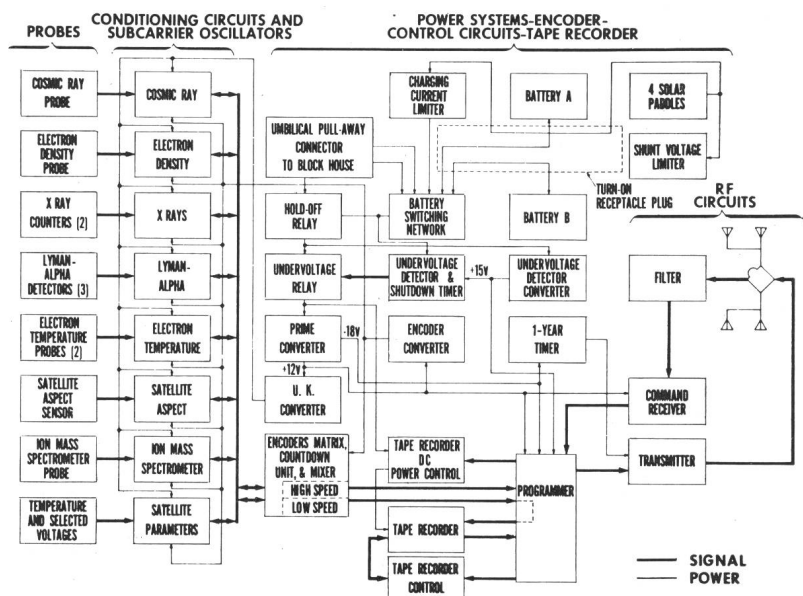 PROBES
CONDITIONING CIRCUITS AND
SUBCARRIER OSCILLATORS
POWER SYSTEMS-ENCODER-
CONTROL CIRCUITS-TAPE RECORDER
COSMIC RAY
PROBE
ELECTRON
DENSITY
PROBE
X RAY
COUNTERS (2)
LYMAN-
ALPHA
DETECTORS (3)
ELECTRON
TEMPERATURE
PROBES (2)
SATELLITE
ASPECT
SENSOR
ION MASS
SPECTROMETER
PROBE
TEMPERATURE
AND SELECTED
VOLTAGES
COSMIC RAY
ELECTRON
DENSITY
X RAYS
LYMAN-
ALPHA
ELECTRON
TEMPERATURE
SATELLITE
ASPECT
ION MASS
SPECTROMETER
SATELLITE
PARAMETERS
CHARGING
CURRENT
LIMITER
BATTERY A
4 SOLAR
PADDLES
UMBILICAL PULL-AWAY
CONNECTOR
TO BLOCK HOUSE
SHUNT VOLTAGE
LIMITER
TURN-ON
RECEPTACLE PLUG
HOLD-OFF
RELAY
BATTERY
SWITCHING
NETWORK
BATTERY B
RF
CIRCUITS
UNDERVOLTAGE
RELAY
UNDERVOLTAGE
DETECTOR &
SHUTDOWN TIMER
+15v
UNDERVOLTAGE
DETECTOR
CONVERTER
FILTER
PRIME
CONVERTER
-18v
ENCODER
CONVERTER
1-YEAR
TIMER
+12v
U. K.
CONVERTER
COMMAND
RECEIVER
ENCODERS MATRIX,
COUNTDOWN
UNIT, & MIXER
HIGH SPEED
LOW SPEED
TAPE RECORDER
DC
POWER CONTROL
PROGRAMMER
TRANSMITTER
TAPE RECORDER
TAPE RECORDER
CONTROL
SIGNAL
POWER